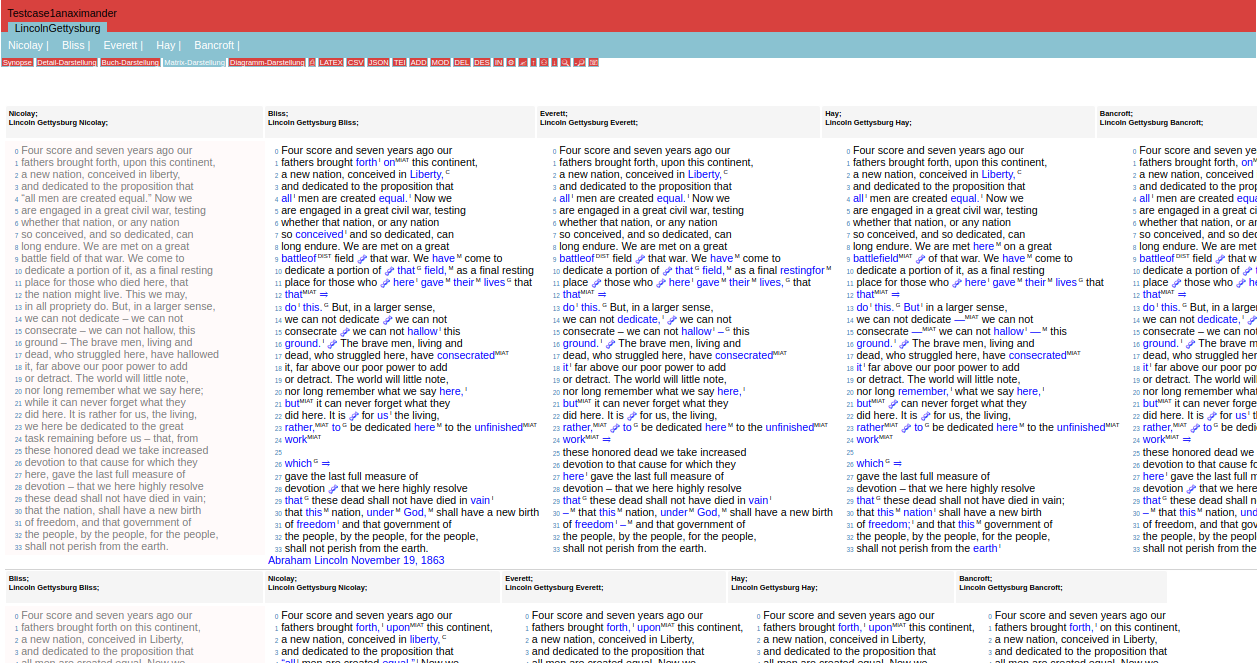 Testcase1anaximander
LincolnGettysburg
Nicolay | Bliss | Everett | Hay | Bancroft |
Synopse Detail-Darstellung Buch-Darstellung Matrix-Darstellung Diagramm-Darstellung LATEX CSV JSON TEI ADD MOD DEL DES IN
Nicolay;
Lincoln Gettysburg Nicolay;
0 Four score and seven years ago our
1 fathers brought forth, upon this continent,
2 a new nation, conceived in liberty,
3 and dedicated to the proposition that
4 “all men are created equal.” Now we
5 are engaged in a great civil war, testing
6 whether that nation, or any nation
7 so conceived, and so dedicated, can
8 long endure. We are met on a great
9 battle field of that war. We come to
10 dedicate a portion of it, as a final resting
11 place for those who died here, that
12 the nation might live. This we may,
13 in all propriety do. But, in a larger sense,
14 we can not dedicate – we can not
15 consecrate – we can not hallow, this
16 ground – The brave men, living and
17 dead, who struggled here, have hallowed
18 it, far above our poor power to add
19 or detract. The world will little note,
20 nor long remember what we say here;
21 while it can never forget what they
22 did here. It is rather for us, the living,
23 we here be dedicated to the great
24 task remaining before us – that, from
25 these honored dead we take increased
26 devotion to that cause for which they
27 here, gave the last full measure of
28 devotion – that we here highly resolve
29 these dead shall not have died in vain;
30 that the nation, shall have a new birth
31 of freedom, and that government of
32 the people, by the people, for the people,
33 shall not perish from the earth.
Bliss;
Lincoln Gettysburg Bliss;
0 Four score and seven years ago our
1 fathers brought forth I on MIAT this continent,
2 a new nation, conceived in Liberty, C
3 and dedicated to the proposition that
4 all I men are created equal. I Now we
5 are engaged in a great civil war, testing
6 whether that nation, or any nation
7 so conceived I and so dedicated, can
8 long endure. We are met on a great
9 battleof DIST field of that war. We have M come to
10 dedicate a portion of that G field, M as a final resting
11 place for those who here I gave M their M lives G that
12 that MIAT ⇒
13 do I this. G But, in a larger sense,
14 we can not dedicate we can not
15 consecrate – we can not hallow I this
16 ground. I The brave men, living and
17 dead, who struggled here, have consecrated MIAT
18 it, far above our poor power to add
19 or detract. The world will little note,
20 nor long remember what we say here, I
21 but MIAT it can never forget what they
22 did here. It is for us I the living,
23 rather, MIAT to G be dedicated here M to the unfinished MIAT
24 work MIAT
25
26 which G ⇒
27 gave the last full measure of
28 devotion that we here highly resolve
29 that G these dead shall not have died in vain I
30 that this M nation, under M God, M shall have a new birth
31 of freedom I and that government of
32 the people, by the people, for the people,
33 shall not perish from the earth.
Abraham Lincoln November 19, 1863
Everett;
Lincoln Gettysburg Everett;
0 Four score and seven years ago our
1 fathers brought forth, upon this continent,
2 a new nation, conceived in Liberty, C
3 and dedicated to the proposition that
4 all I men are created equal. I Now we
5 are engaged in a great civil war, testing
6 whether that nation, or any nation
7 so conceived, and so dedicated, can
8 long endure. We are met on a great
9 battleof DIST field of that war. We have M come to
10 dedicate a portion of that G field, M as a final restingfor M
11 place those who here I gave M their M lives, G that
12 that MIAT ⇒
13 do I this. G But, in a larger sense,
14 we can not dedicate, I we can not
15 consecrate – we can not hallow I – G this
16 ground. I The brave men, living and
17 dead, who struggled here, have consecrated MIAT
18 it I far above our poor power to add
19 or detract. The world will little note,
20 nor long remember what we say here, I
21 but MIAT it can never forget what they
22 did here. It is for us, the living,
23 rather, MIAT to G be dedicated here M to the unfinished MIAT
24 work MIAT ⇒
25 these honored dead we take increased
26 devotion to that cause for which they
27 here I gave the last full measure of
28 devotion – that we here highly resolve
29 that G these dead shall not have died in vain I
30 – M that this M nation, under M God, M shall have a new birth
31 of freedom I – M and that government of
32 the people, by the people, for the people,
33 shall not perish from the earth.
Hay;
Lincoln Gettysburg Hay;
0 Four score and seven years ago our
1 fathers brought forth, upon this continent,
2 a new nation, conceived in Liberty, C
3 and dedicated to the proposition that
4 all I men are created equal. I Now we
5 are engaged in a great civil war, testing
6 whether that nation, or any nation
7 so conceived, and so dedicated, can
8 long endure. We are met here M on a great
9 battlefield MIAT of that war. We have M come to
10 dedicate a portion of it, as a final resting
11 place for those who here I gave M their M lives G that
12 that MIAT ⇒
13 do I this. G But I in a larger sense,
14 we can not dedicate — MIAT we can not
15 consecrate — MIAT we can not hallow I — M this
16 ground. I The brave men, living and
17 dead, who struggled here, have consecrated MIAT
18 it I far above our poor power to add
19 or detract. The world will little note,
20 nor long remember, I what we say here, I
21 but MIAT can never forget what they
22 did here. It is for us, the living,
23 rather MIAT to G be dedicated here M to the unfinished MIAT
24 work MIAT
25
26 which G ⇒
27 gave the last full measure of
28 devotion – that we here highly resolve
29 that G these dead shall not have died in vain;
30 that this M nation I shall have a new birth
31 of freedom; I and that this M government of
32 the people, by the people, for the people,
33 shall not perish from the earth I
Bancroft;
Lincoln Gettysburg Bancroft;
0 Four score and seven ye
1 fathers brought forth, on M
2 a new nation, conceived
3 and dedicated to the prop
4 all I men are created equa
5 are engaged in a great ci
6 whether that nation, or an
7 so conceived, and so ded
8 long endure. We are met
9 battleof DIST field of that
10 dedicate a portion of t
11 place for those who he
12 that MIAT ⇒
13 do I this. G But, in a larger
14 we can not dedicate, I
15 consecrate – we can not
16 ground. I The brave me
17 dead, who struggled here
18 it I far above our poor pow
19 or detract. The world will
20 nor long remember what
21 but MIAT it can never forge
22 did here. It is for us I t
23 rather, MIAT to G be dedic
24 work MIAT ⇒
25 these honored dead we
26 devotion to that cause fo
27 here I gave the last full m
28 devotion that we here
29 that G these dead shall n
30 – M that this M nation, und
31 of freedom, and that gov
32 the people, by the people
33 shall not perish from the
Bliss;
Lincoln Gettysburg Bliss;
0 Four score and seven years ago our
1 fathers brought forth on this continent,
2 a new nation, conceived in Liberty,
3 and dedicated to the proposition that
all men are created equal. Now we
Nicolay;
Lincoln Gettysburg Nicolay;
0 Four score and seven years ago our
1 fathers brought forth, I upon MIAT this continent,
2 a new nation, conceived in liberty, C
3 and dedicated to the proposition that
“all I men are created equal.” I Now we
Everett;
Lincoln Gettysburg Everett;
0 Four score and seven years ago our
1 fathers brought forth, I upon MIAT this continent,
2 a new nation, conceived in Liberty,
3 and dedicated to the proposition that
all men are created equal. Now we
Hay;
Lincoln Gettysburg Hay;
0 Four score and seven years ago our
1 fathers brought forth, I upon MIAT this continent,
2 a new nation, conceived in Liberty,
3 and dedicated to the proposition that
all men are created equal. Now we
Bancroft;
Lincoln Gettysburg Bancroft;
0 Four score and seven years ago our
1 fathers brought forth, I on this continent,
2 a new nation, conceived in Liberty,
3 and dedicated to the proposition that
all men are created equal. Now we